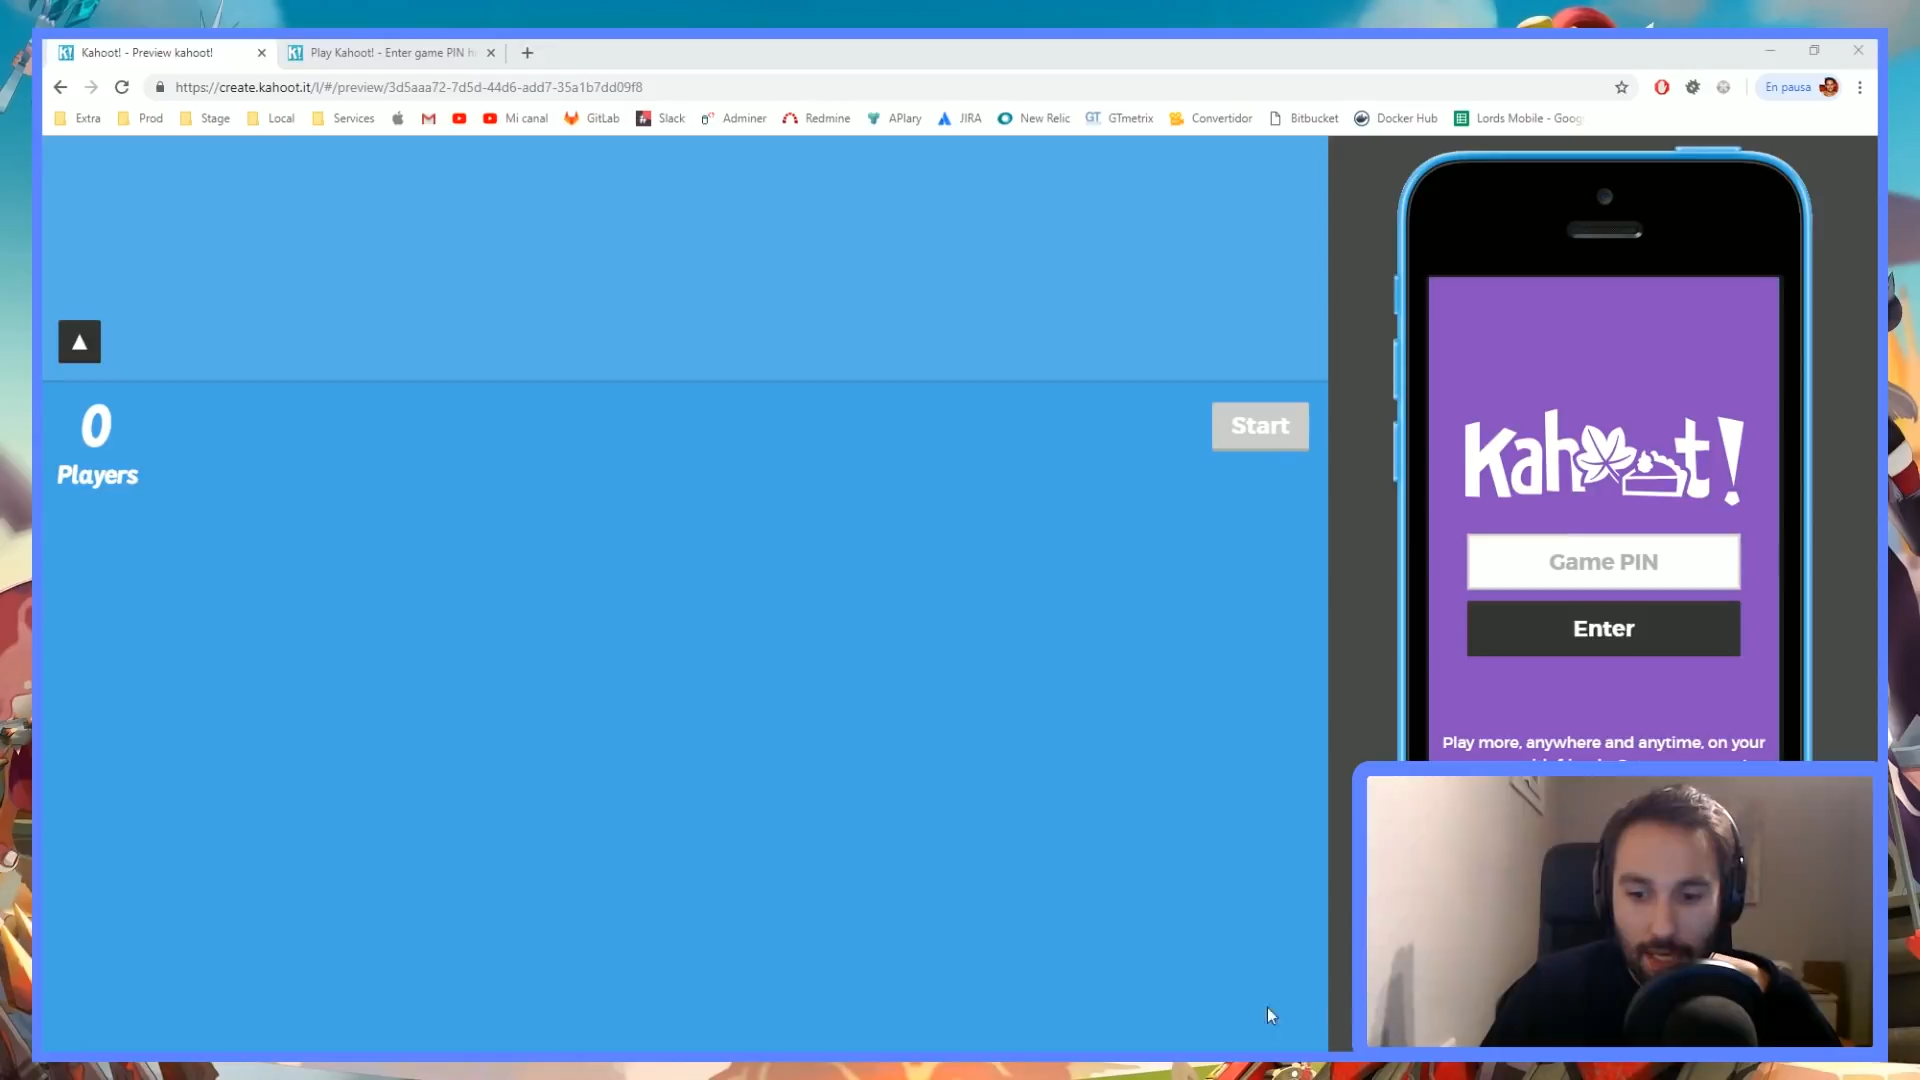 Kahoot! - Preview kahoot!
Play Kahoot! - Enter game PIN h
https://create.kahoot.it/l/#/preview/3d5aaa72-7d5d-44d6-add7-35a1b7dd09f8
En pausa
Extra
Prod
Stage
Local
Services
Mi canal
GitLab
Slack
Adminer
Redmine
APIary
JIRA
New Relic
GT GTmetrix
Convertidor
Bitbucket
Docker Hub
Lords Mobile - Goog
0
Players
Start
Kahoot!
Game PIN
Enter
Play more, anywhere and anytime, on your